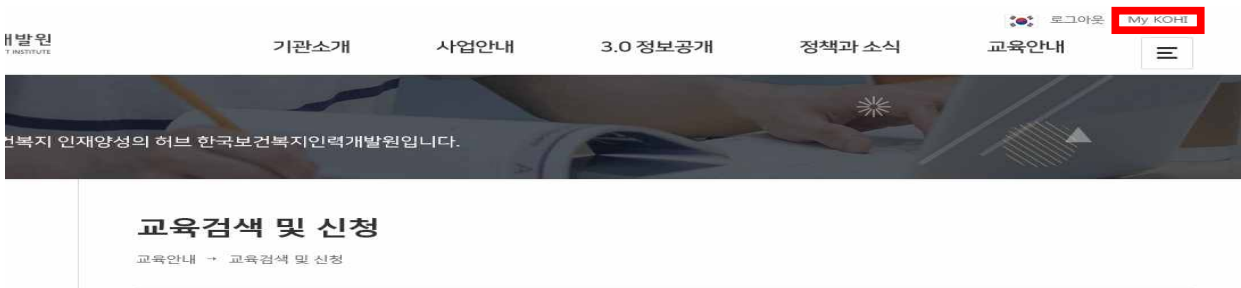 로그아웃 My KOHI
개발원
T INSTITUTE
기관소개 사업안내 3.0 정보공개 정책과 소식 교육안내
건복지 인재양성의 허브 한국보건복지인력개발원입니다.
교육검색 및 신청
교육안내 → 교육검색 및 신청